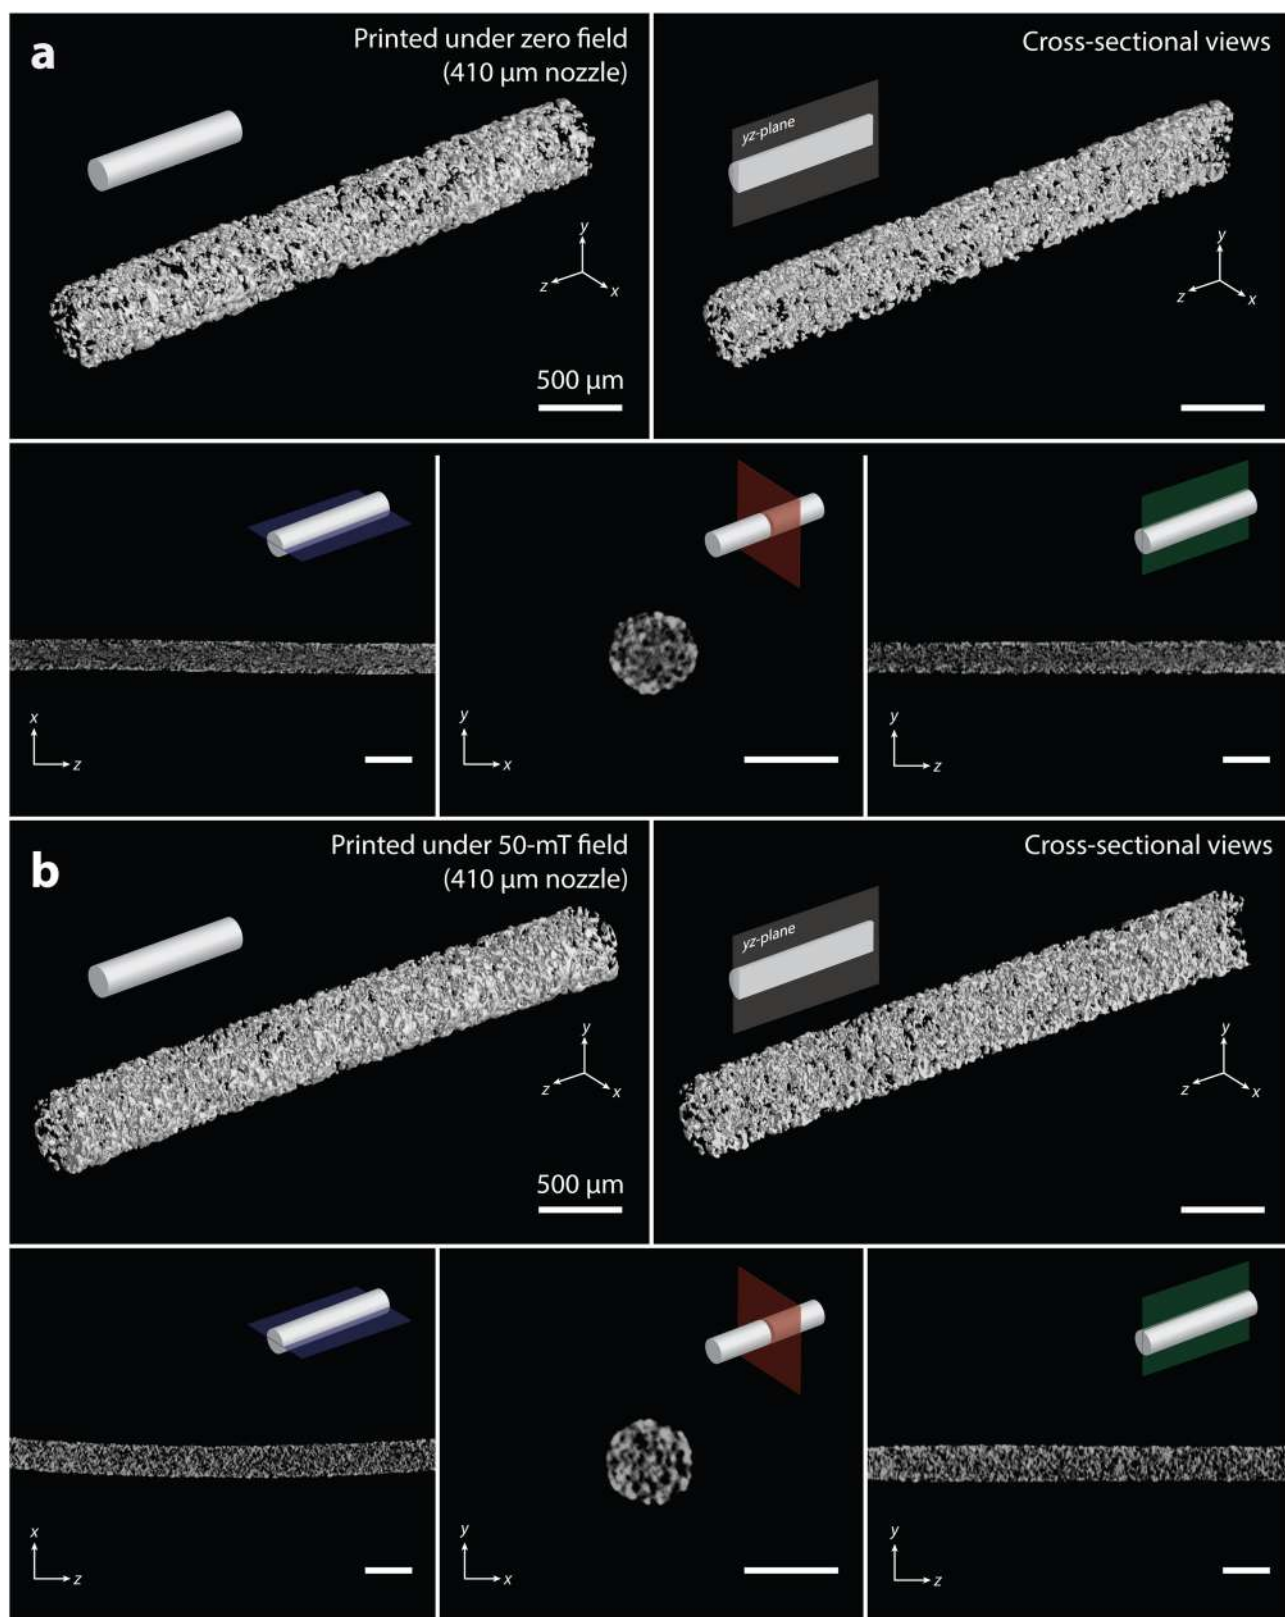 a
Printed under zero field
(410 μm nozzle)
y
z
x
500 μm
Cross-sectional views
yz-plane
y
z
x
x
z
y
x
y
z
b
Printed under 50-mT field
(410 μm nozzle)
y
z
x
500 μm
Cross-sectional views
yz-plane
y
z
x
x
z
y
x
y
z